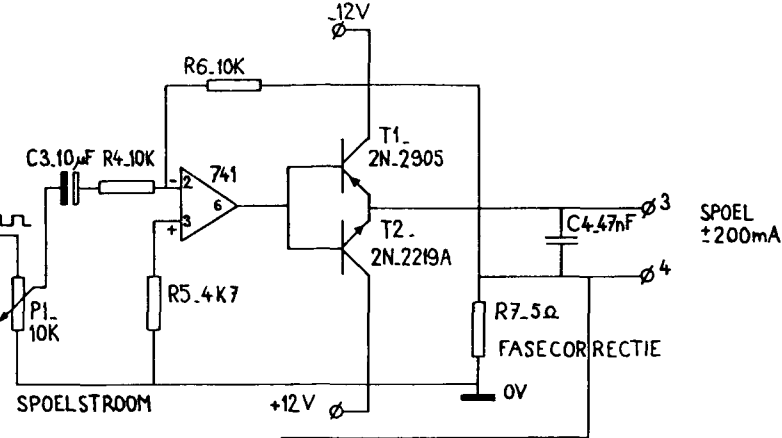 -12V
R6_10K
T1_
2N_2905
C3_10µF R4_10K
741
-2
6
3
+
3
C4_47nF
SPOEL
±200mA
T2_
2N_2219A
4
R5_4K7
P1_
10K
R7_5Ω
FASECORRECTIE
SPOELSTROOM
+12V
0V